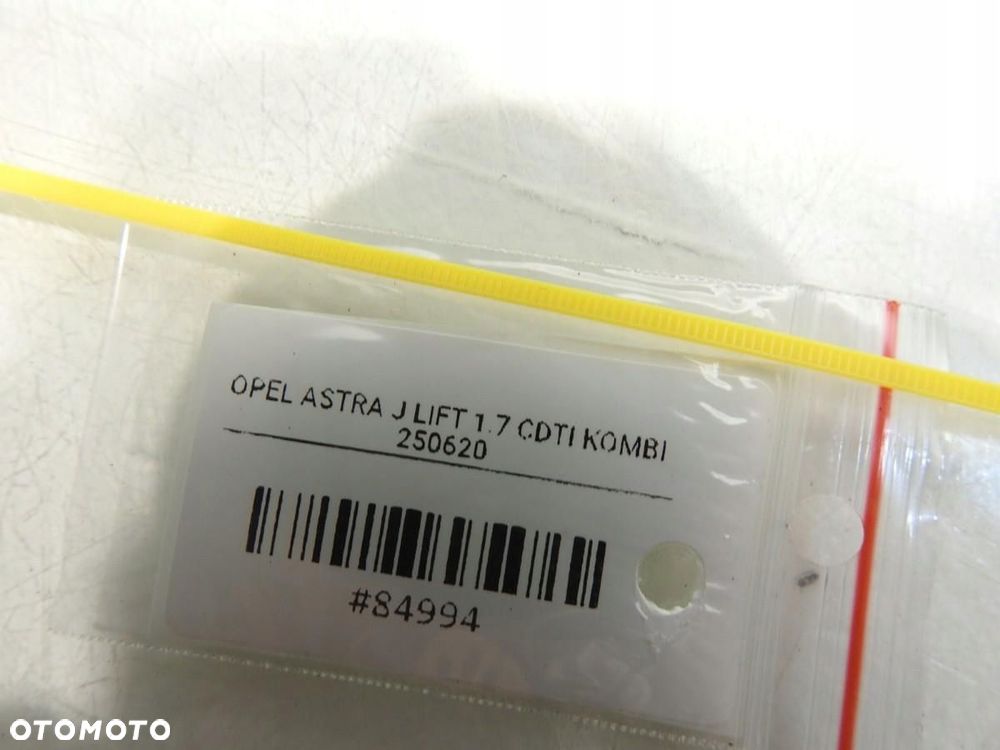 OPEL ASTRA J LIFT 1.7 CDTI KOMBI
250620
#84994
OTOMOTO